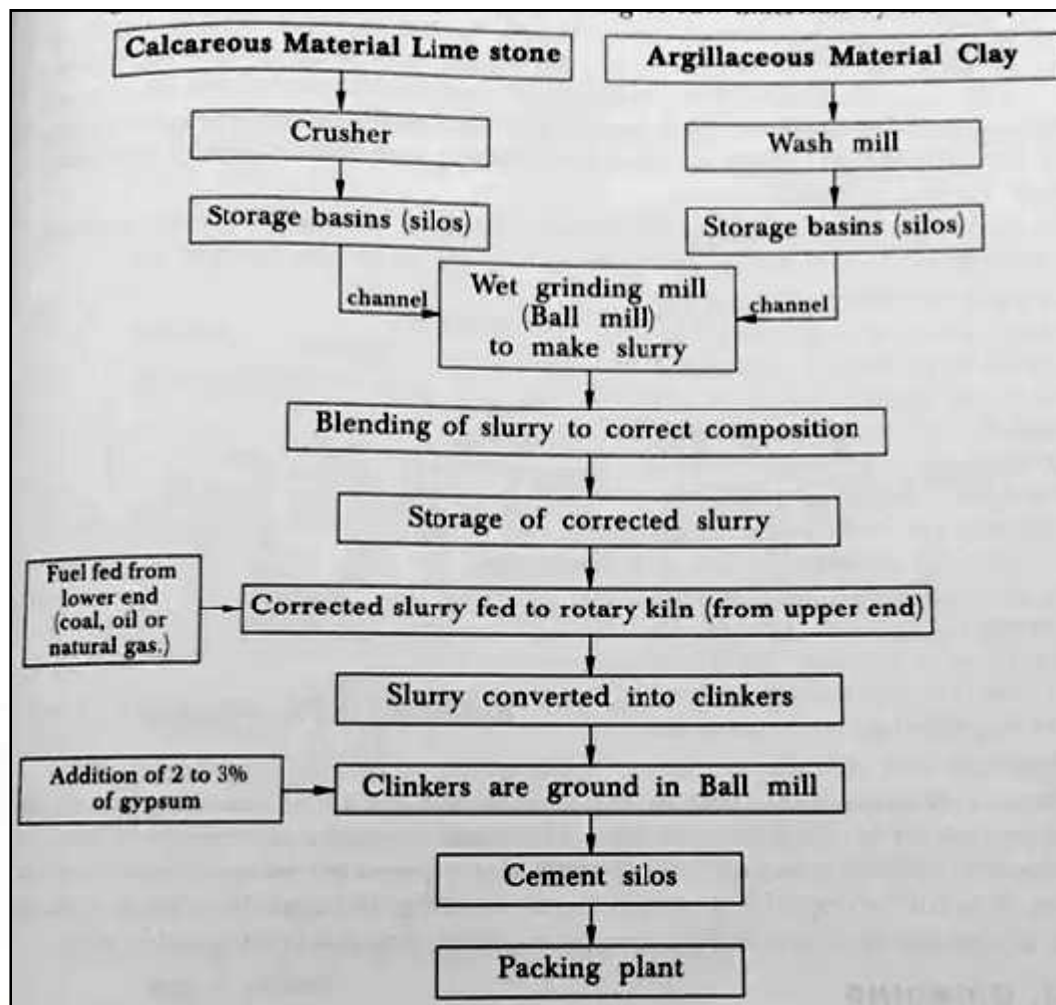 Calcareous Material Lime stone
Argillaceous Material Clay
Crusher
Wash mill
Storage basins (silos)
Storage basins (silos)
channel
Wet grinding mill
(Ball mill)
to make slurry
channel
Blending of slurry to correct composition
Storage of corrected slurry
Fuel fed from
lower end
(coal, oil or
natural gas.)
Corrected slurry fed to rotary kiln (from upper end)
Slurry converted into clinkers
Addition of 2 to 3%
of gypsum
Clinkers are ground in Ball mill
Cement silos
Packing plant